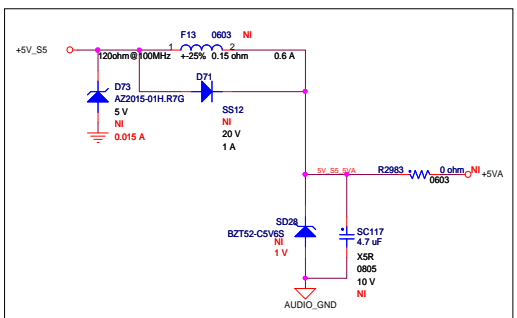 F13 0603 NI
+5V_S5 1 2
120ohm@100MHz +-25% 0.15 ohm 0.6 A
D73
AZ2015-01H.R7G
5 V
NI
0.015 A
D71
SS12
NI
20 V
1 A
5V_S5_5VA
R2983 0 ohm NI +5VA
0603
SD28
BZT52-C5V6S
NI
1 V
SC117
4.7 uF
X5R
0805
10 V
NI
AUDIO_GND